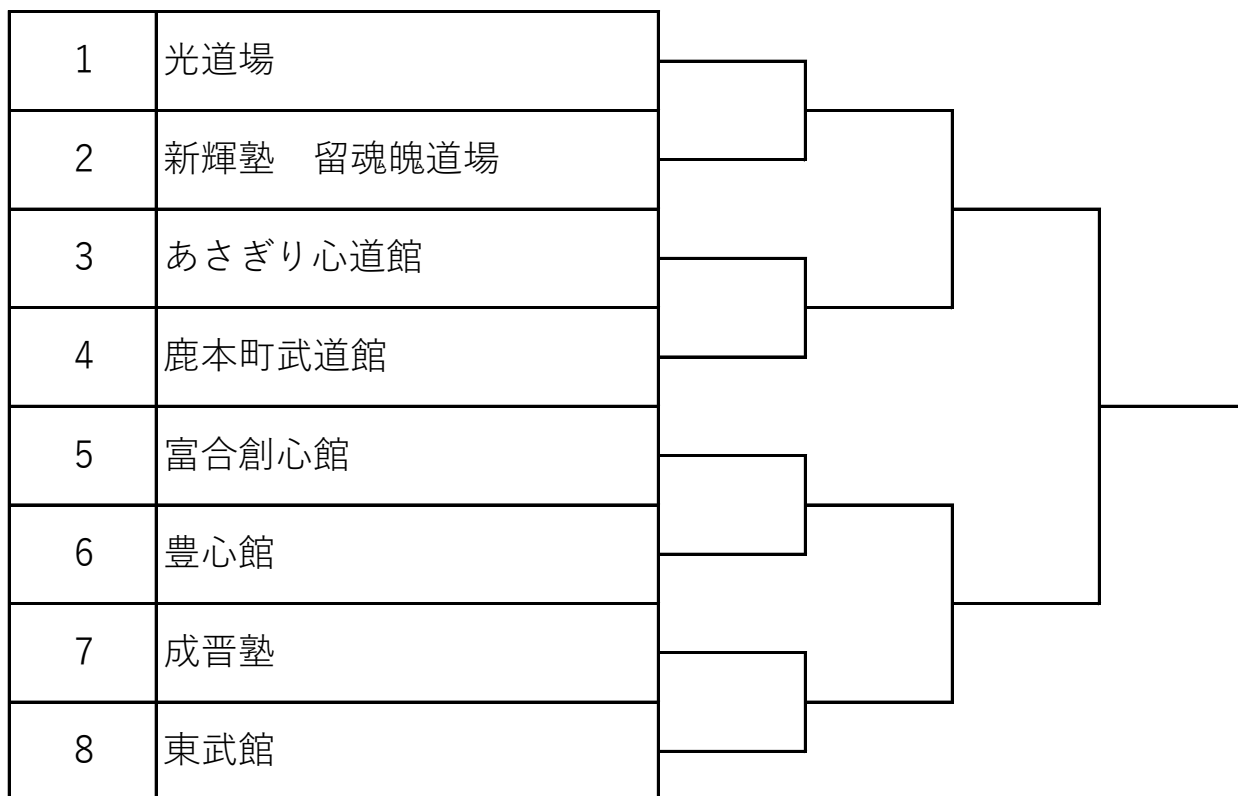 1 光道場
2 新輝塾　留魂魄道場
3 あさぎり心道館
4 鹿本町武道館
5 富合創心館
6 豊心館
7 成晋塾
8 東武館